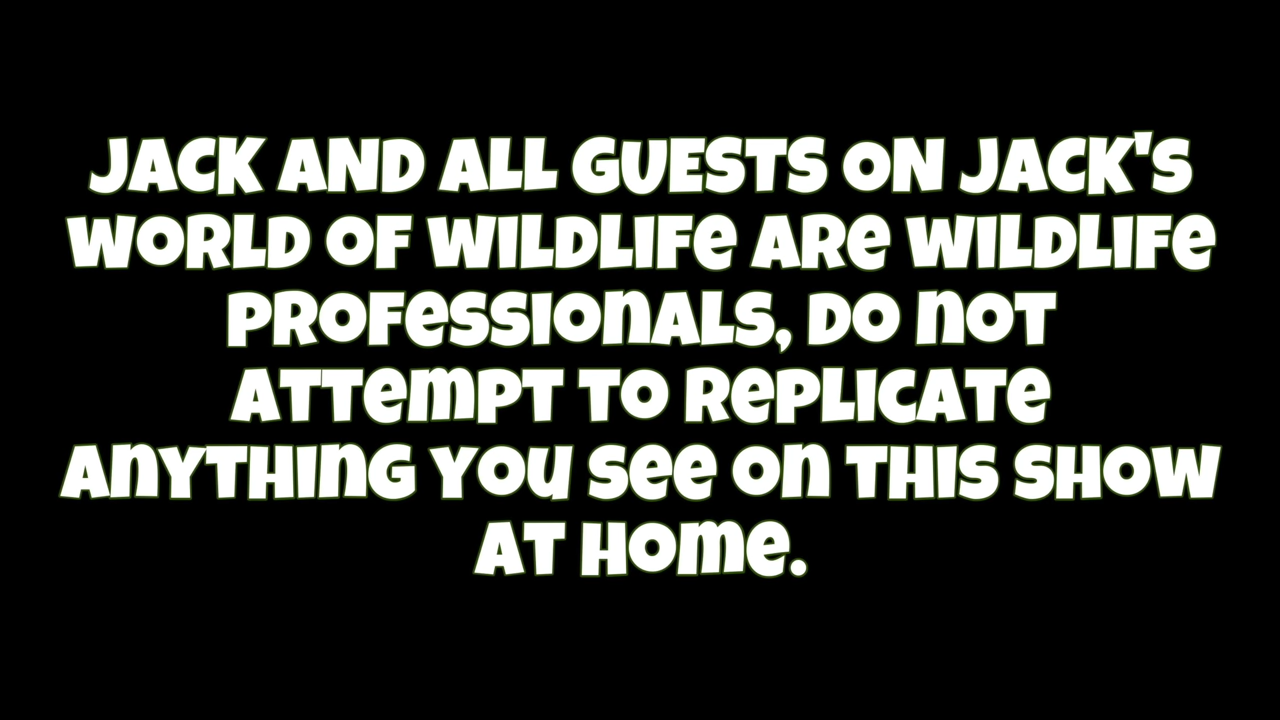 JACK AND ALL GUESTS ON JACK'S
WORLD OF WILDLIFE ARE WILDLIFE
PROFESSIONALS, DO NOT
ATTEMPT TO REPLICATE
ANYTHING YOU SEE ON THIS SHOW
AT HOME.